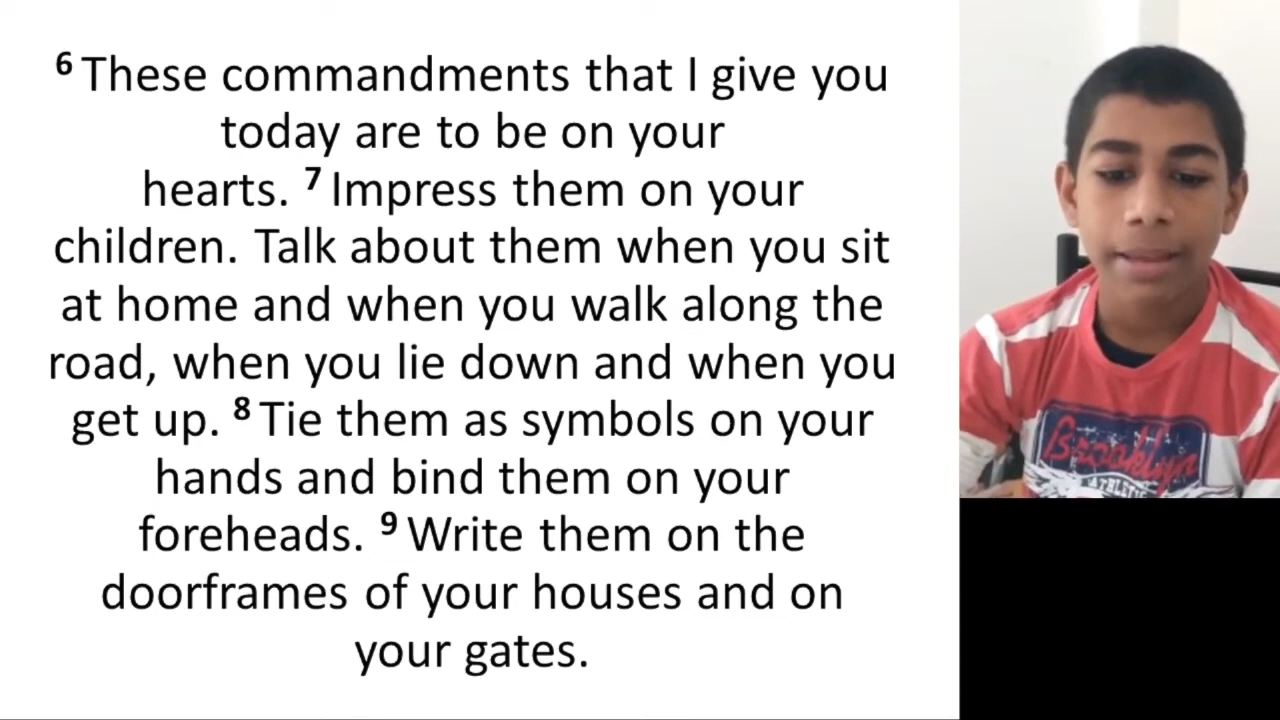 6 These commandments that I give you
today are to be on your
hearts. 7 Impress them on your
children. Talk about them when you sit
at home and when you walk along the
road, when you lie down and when you
get up. 8 Tie them as symbols on your
hands and bind them on your
foreheads. 9 Write them on the
doorframes of your houses and on
your gates.
Brooklyn
ATHLETIC